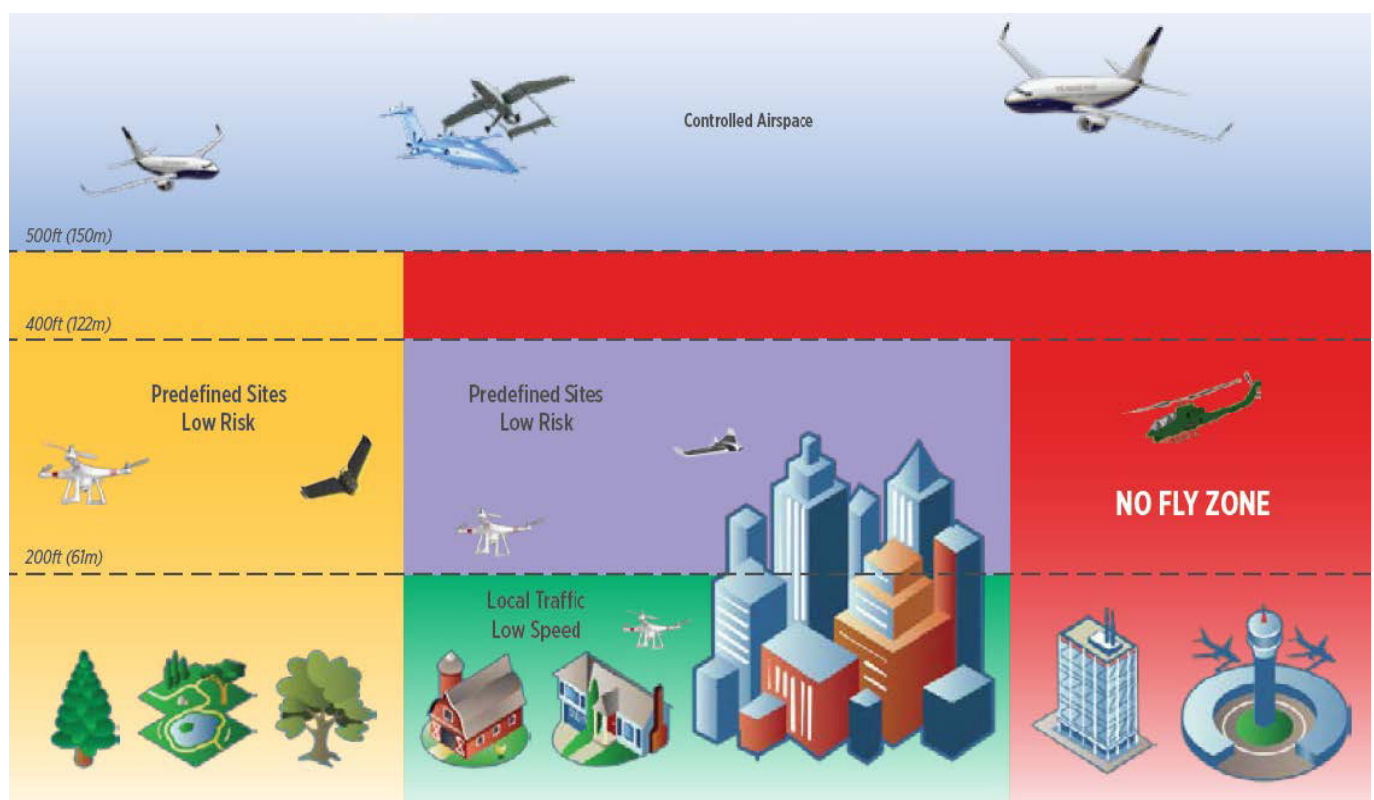 Controlled Airspace
500ft (150m)
400ft (122m)
Predefined Sites
Low Risk
Predefined Sites
Low Risk
NO FLY ZONE
200ft (61m)
Local Traffic
Low Speed